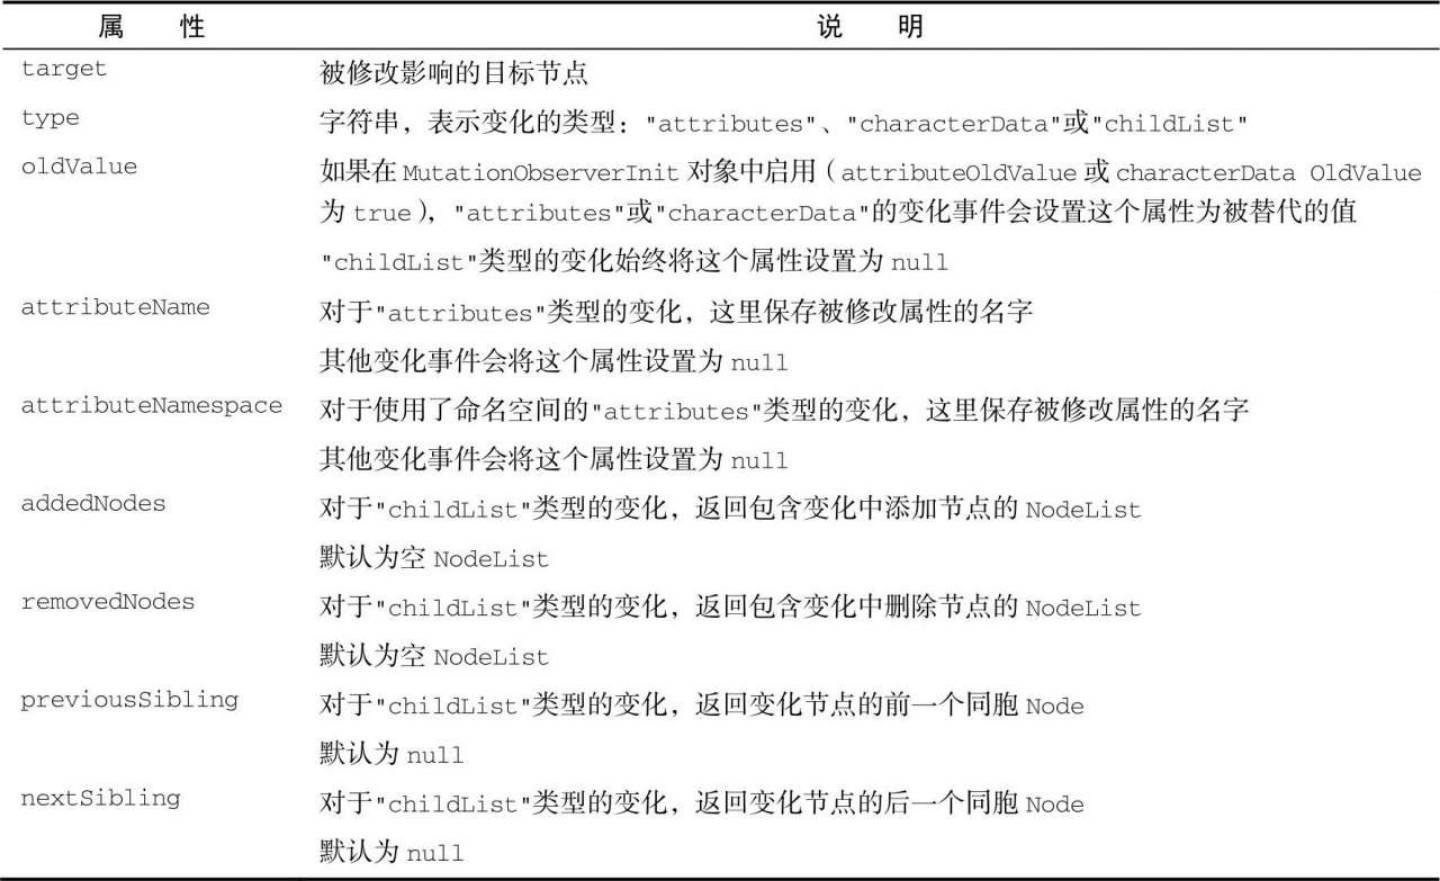 属 性 说 明
target 被修改影响的目标节点
type 字符串，表示变化的类型："attributes"、"characterData"或"childList"
oldValue 如果在 MutationObserverInit 对象中启用（attributeOldValue 或 characterData OldValue
为 true），"attributes"或"characterData"的变化事件会设置这个属性为被替代的值
"childList"类型的变化始终将这个属性设置为 null
attributeName 对于"attributes"类型的变化，这里保存被修改属性的名字
其他变化事件会将这个属性设置为 null
attributeNamespace 对于使用了命名空间的"attributes"类型的变化，这里保存被修改属性的名字
其他变化事件会将这个属性设置为 null
addedNodes 对于"childList"类型的变化，返回包含变化中添加节点的 NodeList
默认为空 NodeList
removedNodes 对于"childList"类型的变化，返回包含变化中删除节点的 NodeList
默认为空 NodeList
previousSibling 对于"childList"类型的变化，返回变化节点的前一个同胞 Node
默认为 null
nextSibling 对于"childList"类型的变化，返回变化节点的后一个同胞 Node
默认为 null